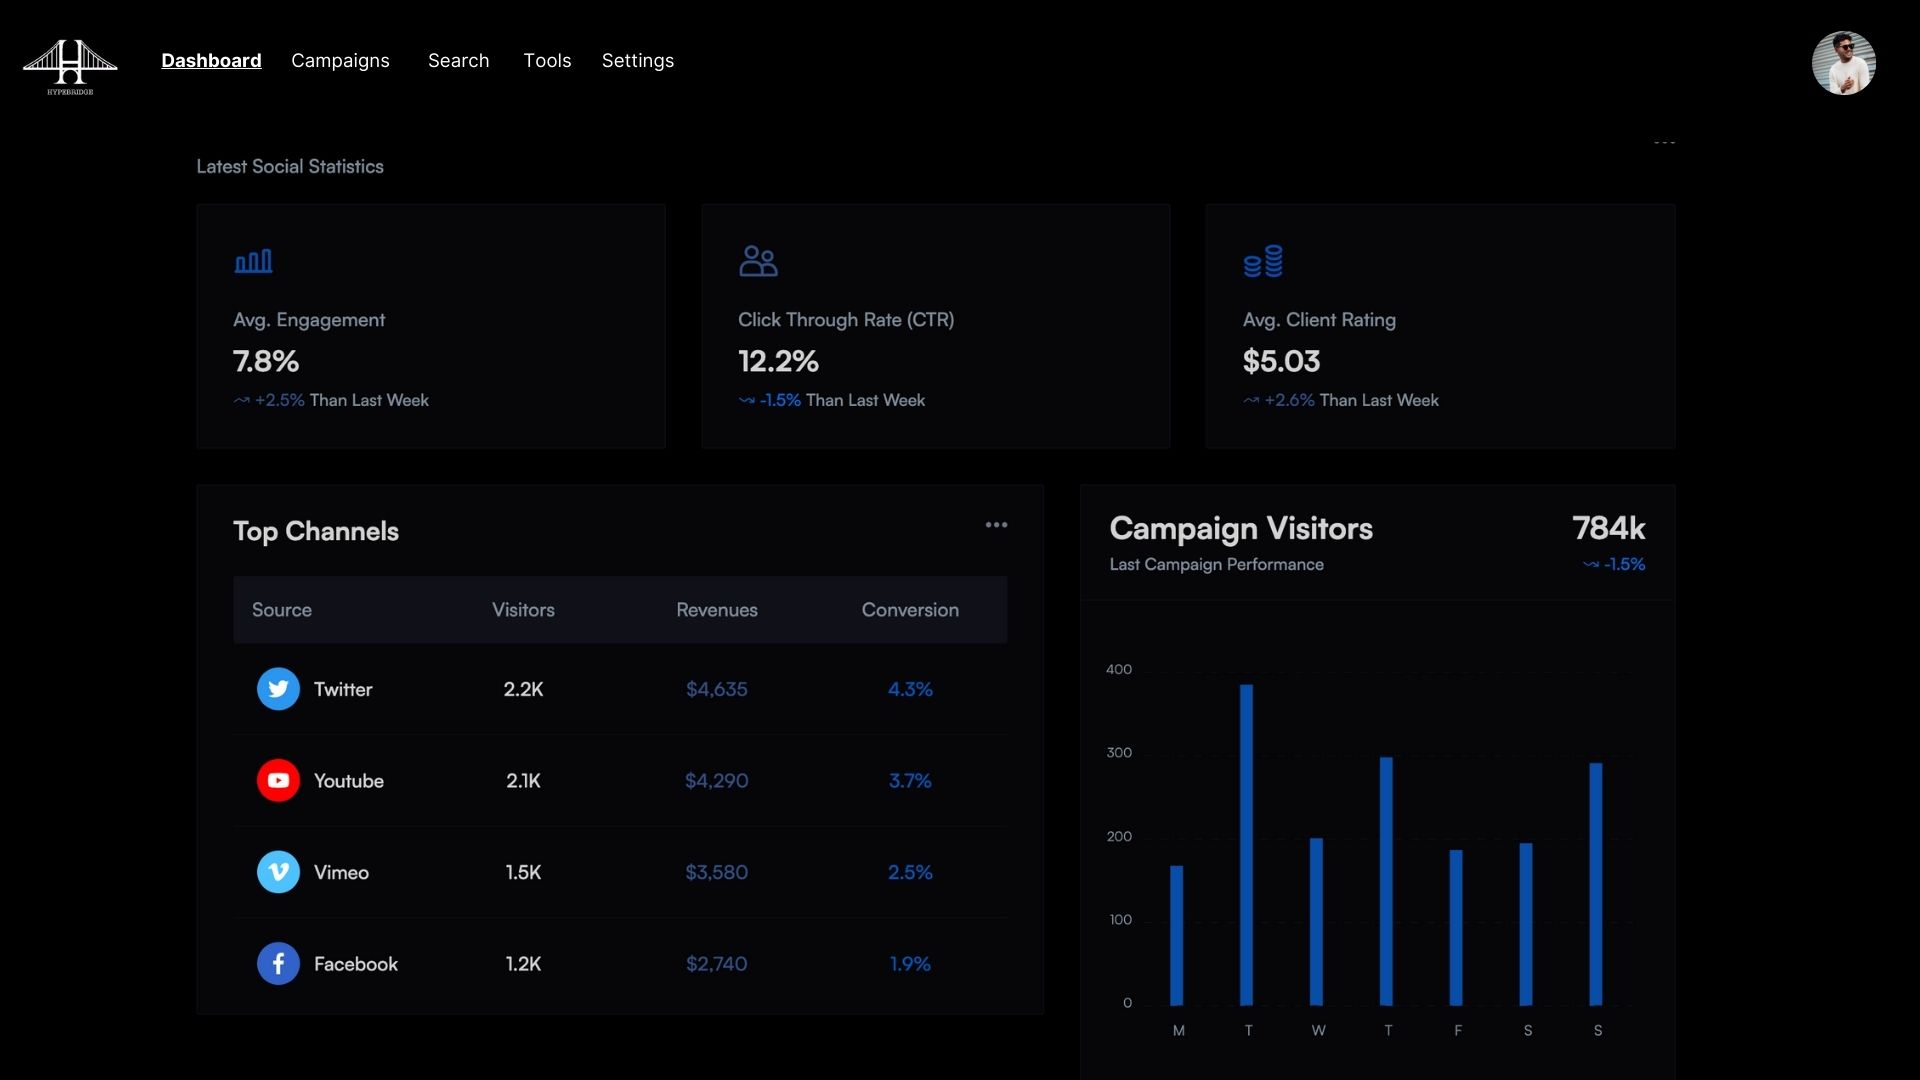 Dashboard Campaigns Search Tools Settings
HYPEBRIDGE
Latest Social Statistics
Avg. Engagement
7.8%
+2.5% Than Last Week
Click Through Rate (CTR)
12.2%
-1.5% Than Last Week
Avg. Client Rating
$5.03
+2.6% Than Last Week
Top Channels
Source Visitors Revenues Conversion
Twitter 2.2K $4,635 4.3%
Youtube 2.1K $4,290 3.7%
Vimeo 1.5K $3,580 2.5%
Facebook 1.2K $2,740 1.9%
Campaign Visitors 784k
Last Campaign Performance -1.5%
400
300
200
100
0
M T W T F S S